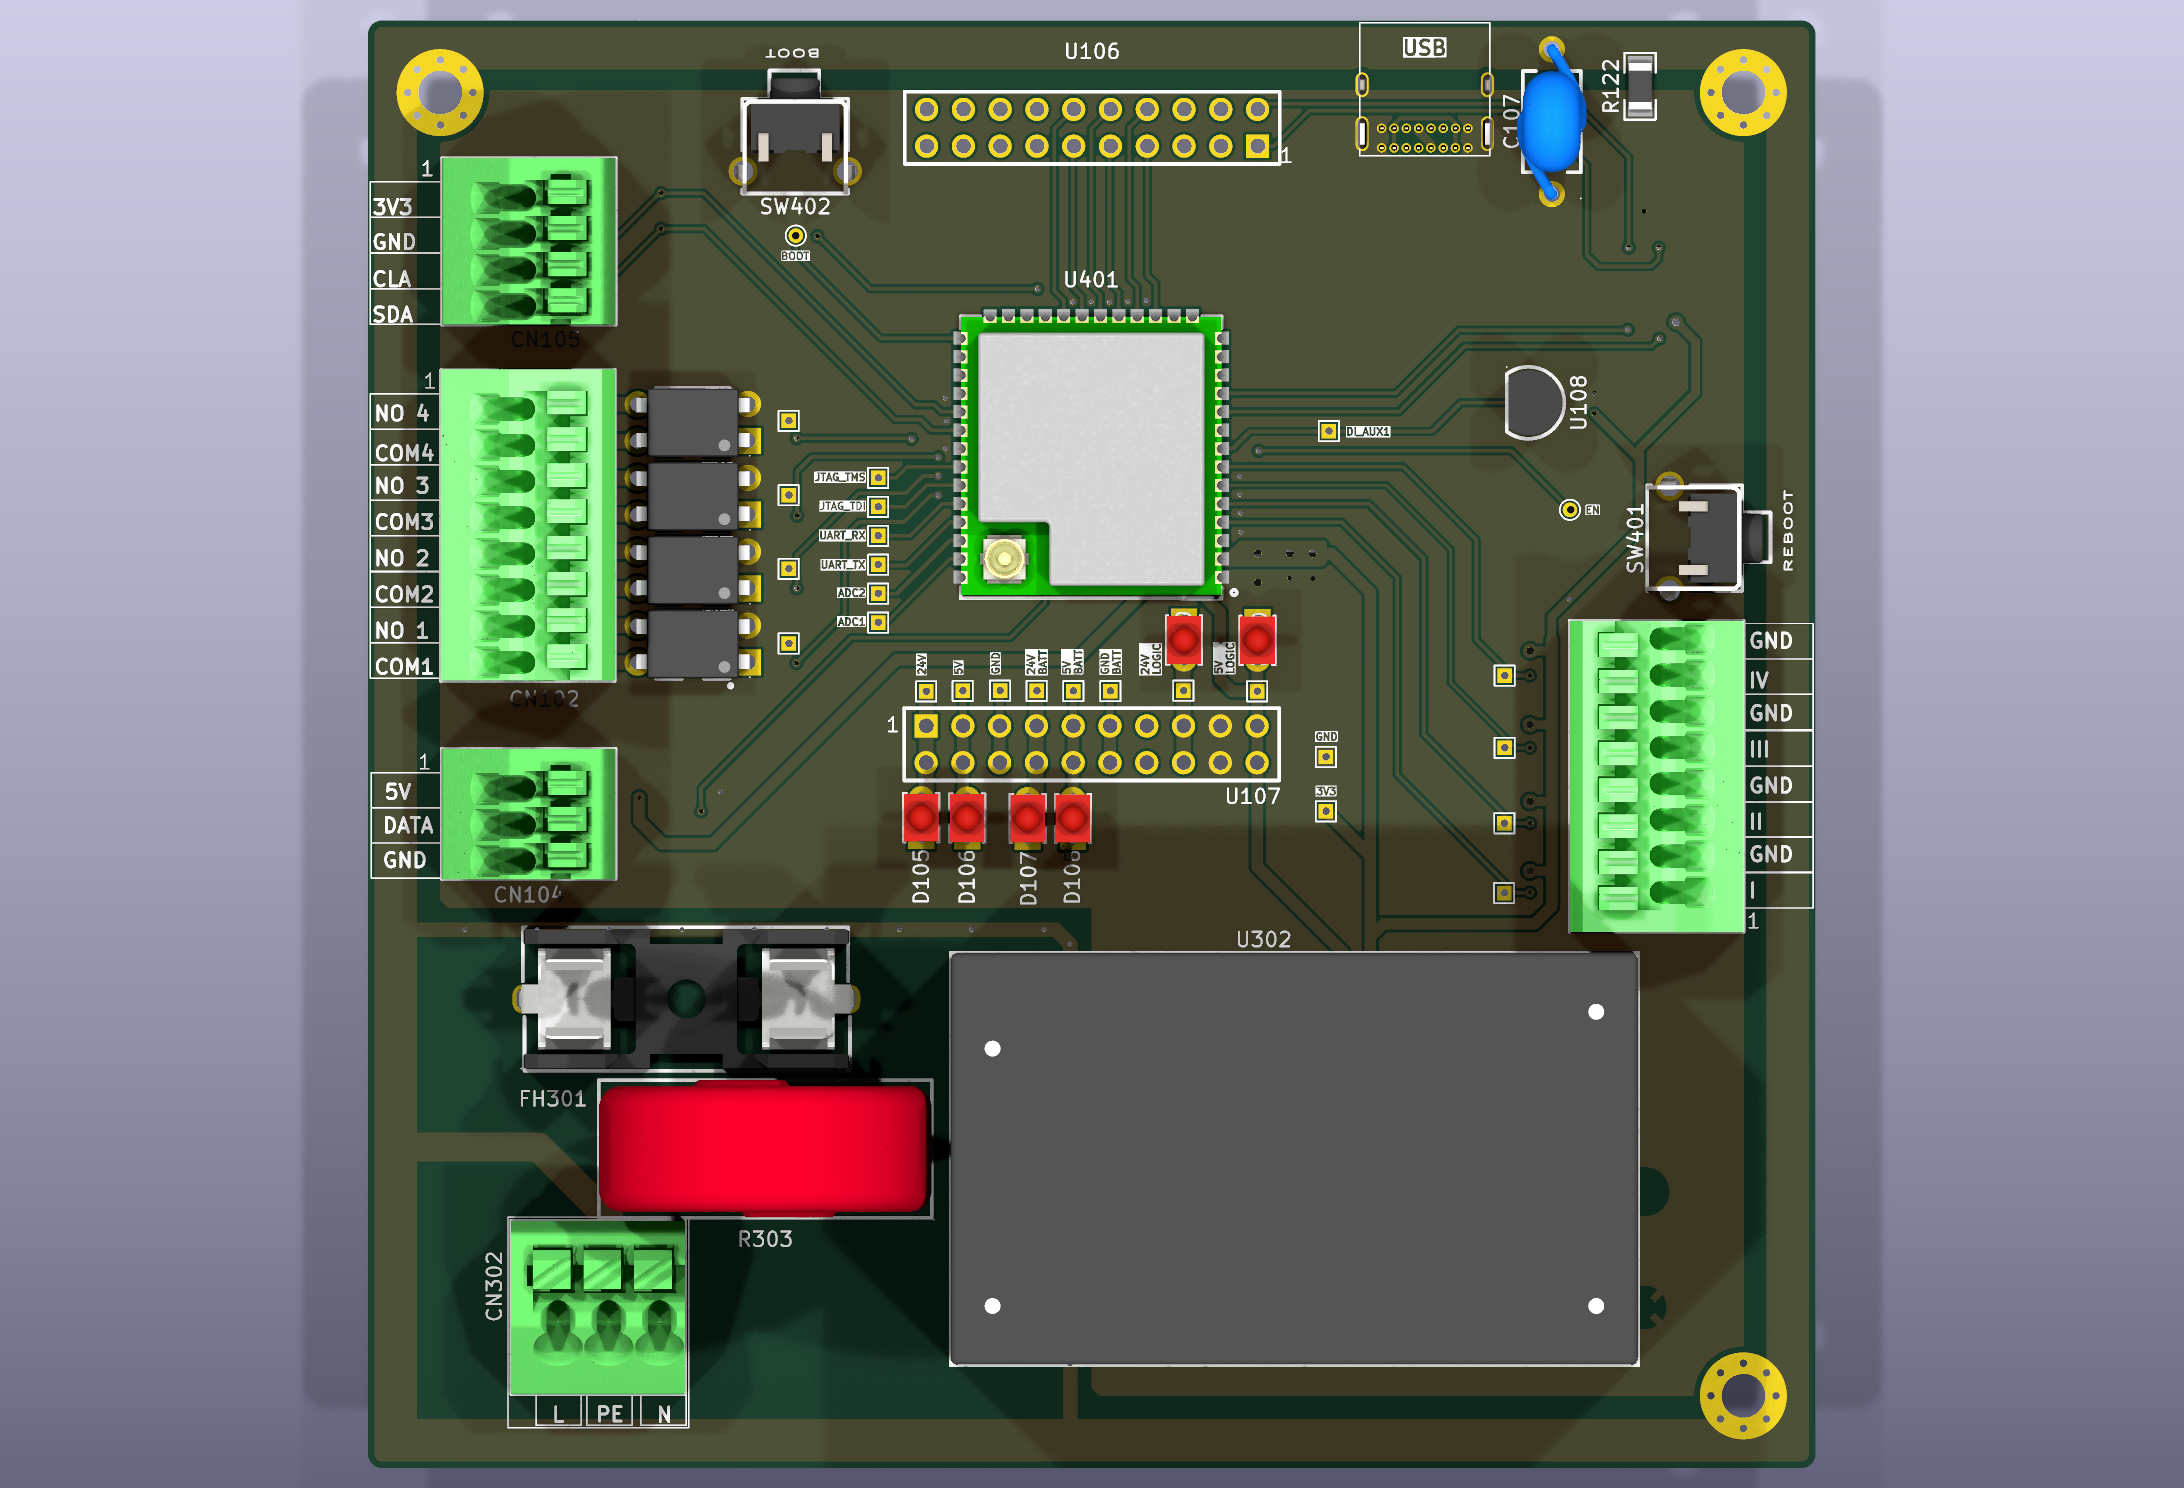 BOOT
U106
USB
R122
C107
1
1
3V3
GND
CLA
SDA
CN105
SW402
BOOT
U401
1
NO 4
COM4
NO 3
COM3
NO 2
COM2
NO 1
COM1
CN102
JTAG_TMS
JTAG_TDI
UART_RX
UART_TX
ADC2
ADC1
DI_AUX1
U108
EN
SW401
REBOOT
24V
5V
GND
24V BATT
5V BATT
GND BATT
24V LOGIC
5V LOGIC
1
U107
GND
3V3
GND
IV
GND
III
GND
II
GND
I
1
1
5V
DATA
GND
CN104
D105
D106
D107
D108
U302
FH301
R303
CN302
L
PE
N